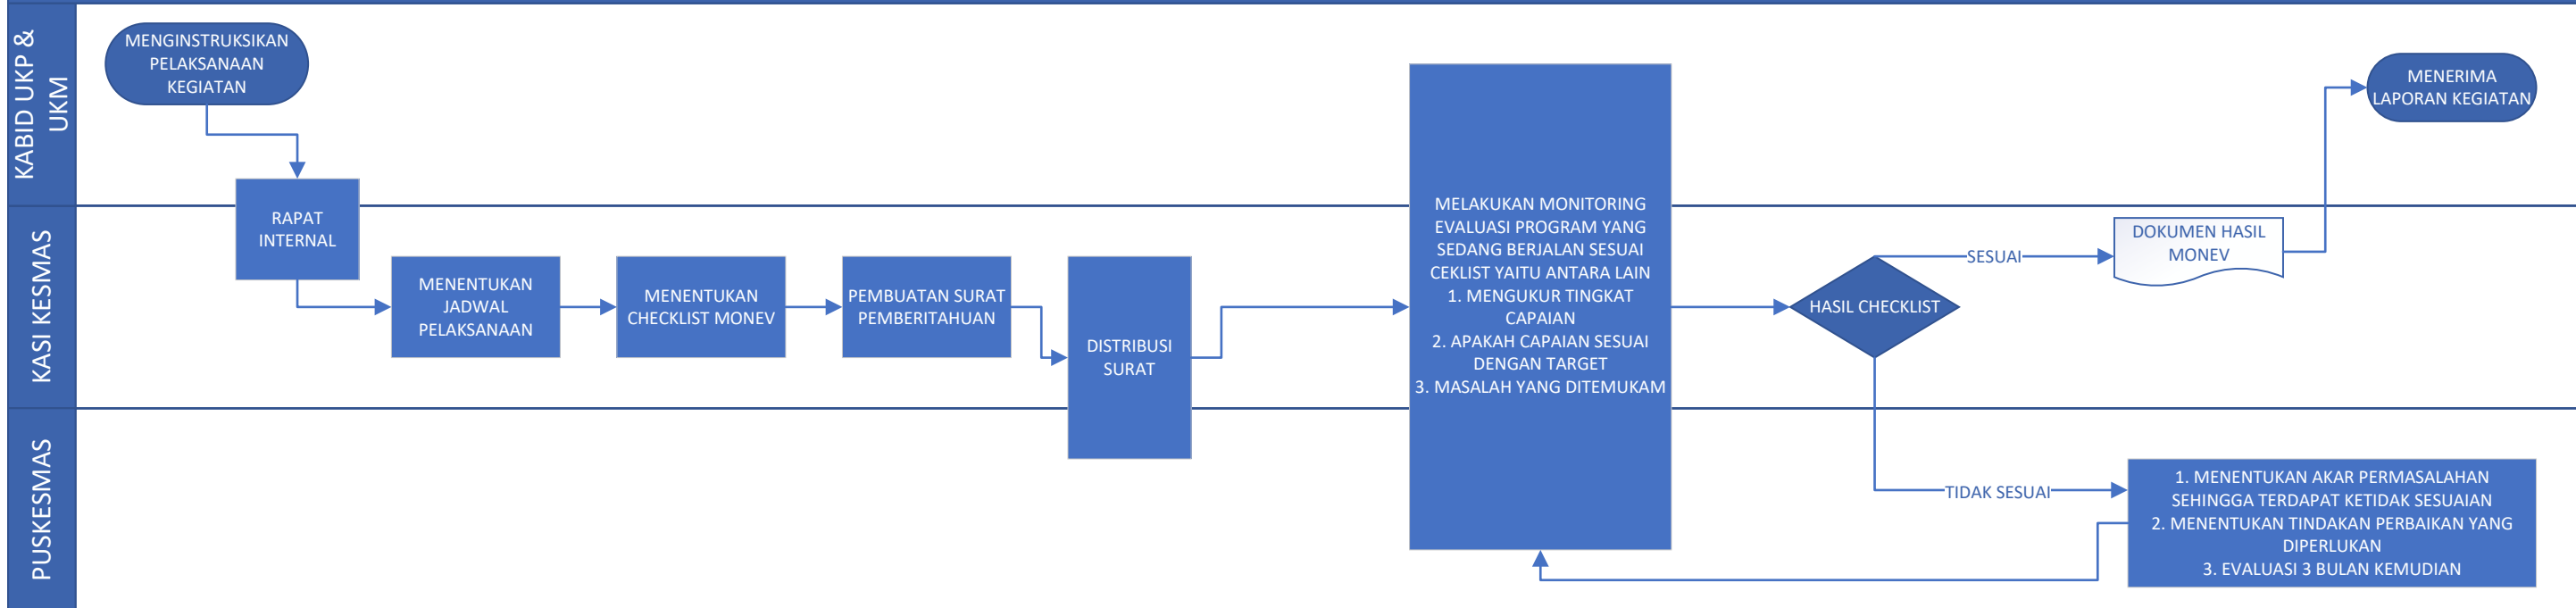 KABID UKP &
UKM
MENGINSTRUKSIKAN
PELAKSANAAN
KEGIATAN
MENERIMA
LAPORAN KEGIATAN
KASI KESMAS
RAPAT
INTERNAL
MENENTUKAN
JADWAL
PELAKSANAAN
MENENTUKAN
CHECKLIST MONEV
PEMBUATAN SURAT
PEMBERITAHUAN
DISTRIBUSI
SURAT
MELAKUKAN MONITORING
EVALUASI PROGRAM YANG
SEDANG BERJALAN SESUAI
CEKLIST YAITU ANTARA LAIN
1. MENGUKUR TINGKAT
CAPAIAN
2. APAKAH CAPAIAN SESUAI
DENGAN TARGET
3. MASALAH YANG DITEMUKAM
HASIL CHECKLIST
SESUAI
DOKUMEN HASIL
MONEV
PUSKESMAS
TIDAK SESUAI
1. MENENTUKAN AKAR PERMASALAHAN
SEHINGGA TERDAPAT KETIDAK SESUAIAN
2. MENENTUKAN TINDAKAN PERBAIKAN YANG
DIPERLUKAN
3. EVALUASI 3 BULAN KEMUDIAN